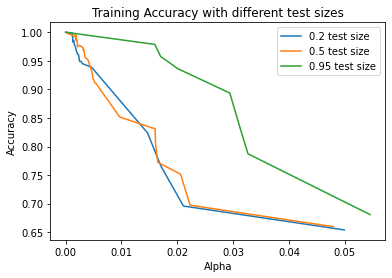 Training Accuracy with different test sizes
1.00
0.95
0.90
0.85
0.80
0.75
0.70
0.65
Accuracy
0.2 test size
0.5 test size
0.95 test size
0.00 0.01 0.02 0.03 0.04 0.05
Alpha